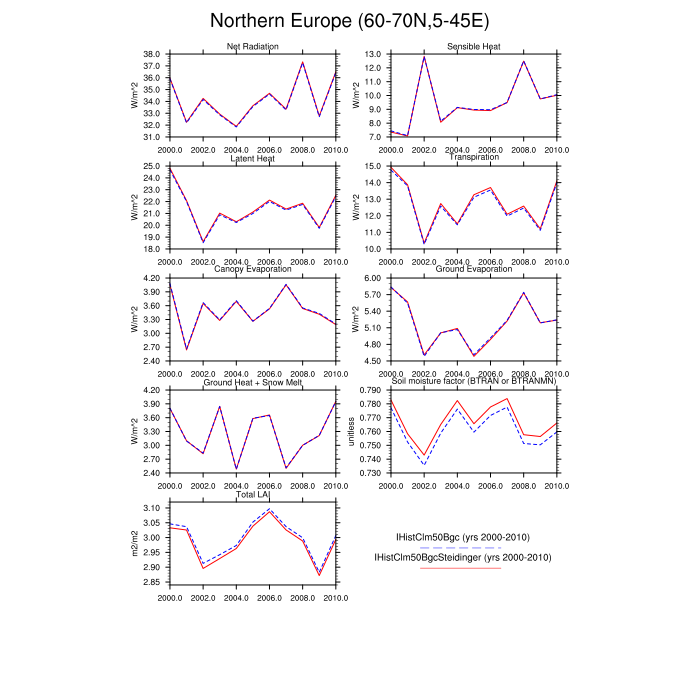 Northern Europe (60-70N,5-45E)
Net Radiation
W/m^2
38.0
37.0
36.0
35.0
34.0
33.0
32.0
31.0
2000.0 2002.0 2004.0 2006.0 2008.0 2010.0
Sensible Heat
W/m^2
13.0
12.0
11.0
10.0
9.0
8.0
7.0
2000.0 2002.0 2004.0 2006.0 2008.0 2010.0
Latent Heat
W/m^2
25.0
24.0
23.0
22.0
21.0
20.0
19.0
18.0
2000.0 2002.0 2004.0 2006.0 2008.0 2010.0
Transpiration
W/m^2
15.0
14.0
13.0
12.0
11.0
10.0
2000.0 2002.0 2004.0 2006.0 2008.0 2010.0
Canopy Evaporation
W/m^2
4.20
3.90
3.60
3.30
3.00
2.70
2.40
2000.0 2002.0 2004.0 2006.0 2008.0 2010.0
Ground Evaporation
W/m^2
6.00
5.70
5.40
5.10
4.80
4.50
2000.0 2002.0 2004.0 2006.0 2008.0 2010.0
Ground Heat + Snow Melt
W/m^2
4.20
3.90
3.60
3.30
3.00
2.70
2.40
2000.0 2002.0 2004.0 2006.0 2008.0 2010.0
Soil moisture factor (BTRAN or BTRANMN)
unitless
0.790
0.780
0.770
0.760
0.750
0.740
0.730
2000.0 2002.0 2004.0 2006.0 2008.0 2010.0
Total LAI
m2/m2
3.10
3.05
3.00
2.95
2.90
2.85
2000.0 2002.0 2004.0 2006.0 2008.0 2010.0
IHistClm50Bgc (yrs 2000-2010)
IHistClm50BgcSteidinger (yrs 2000-2010)